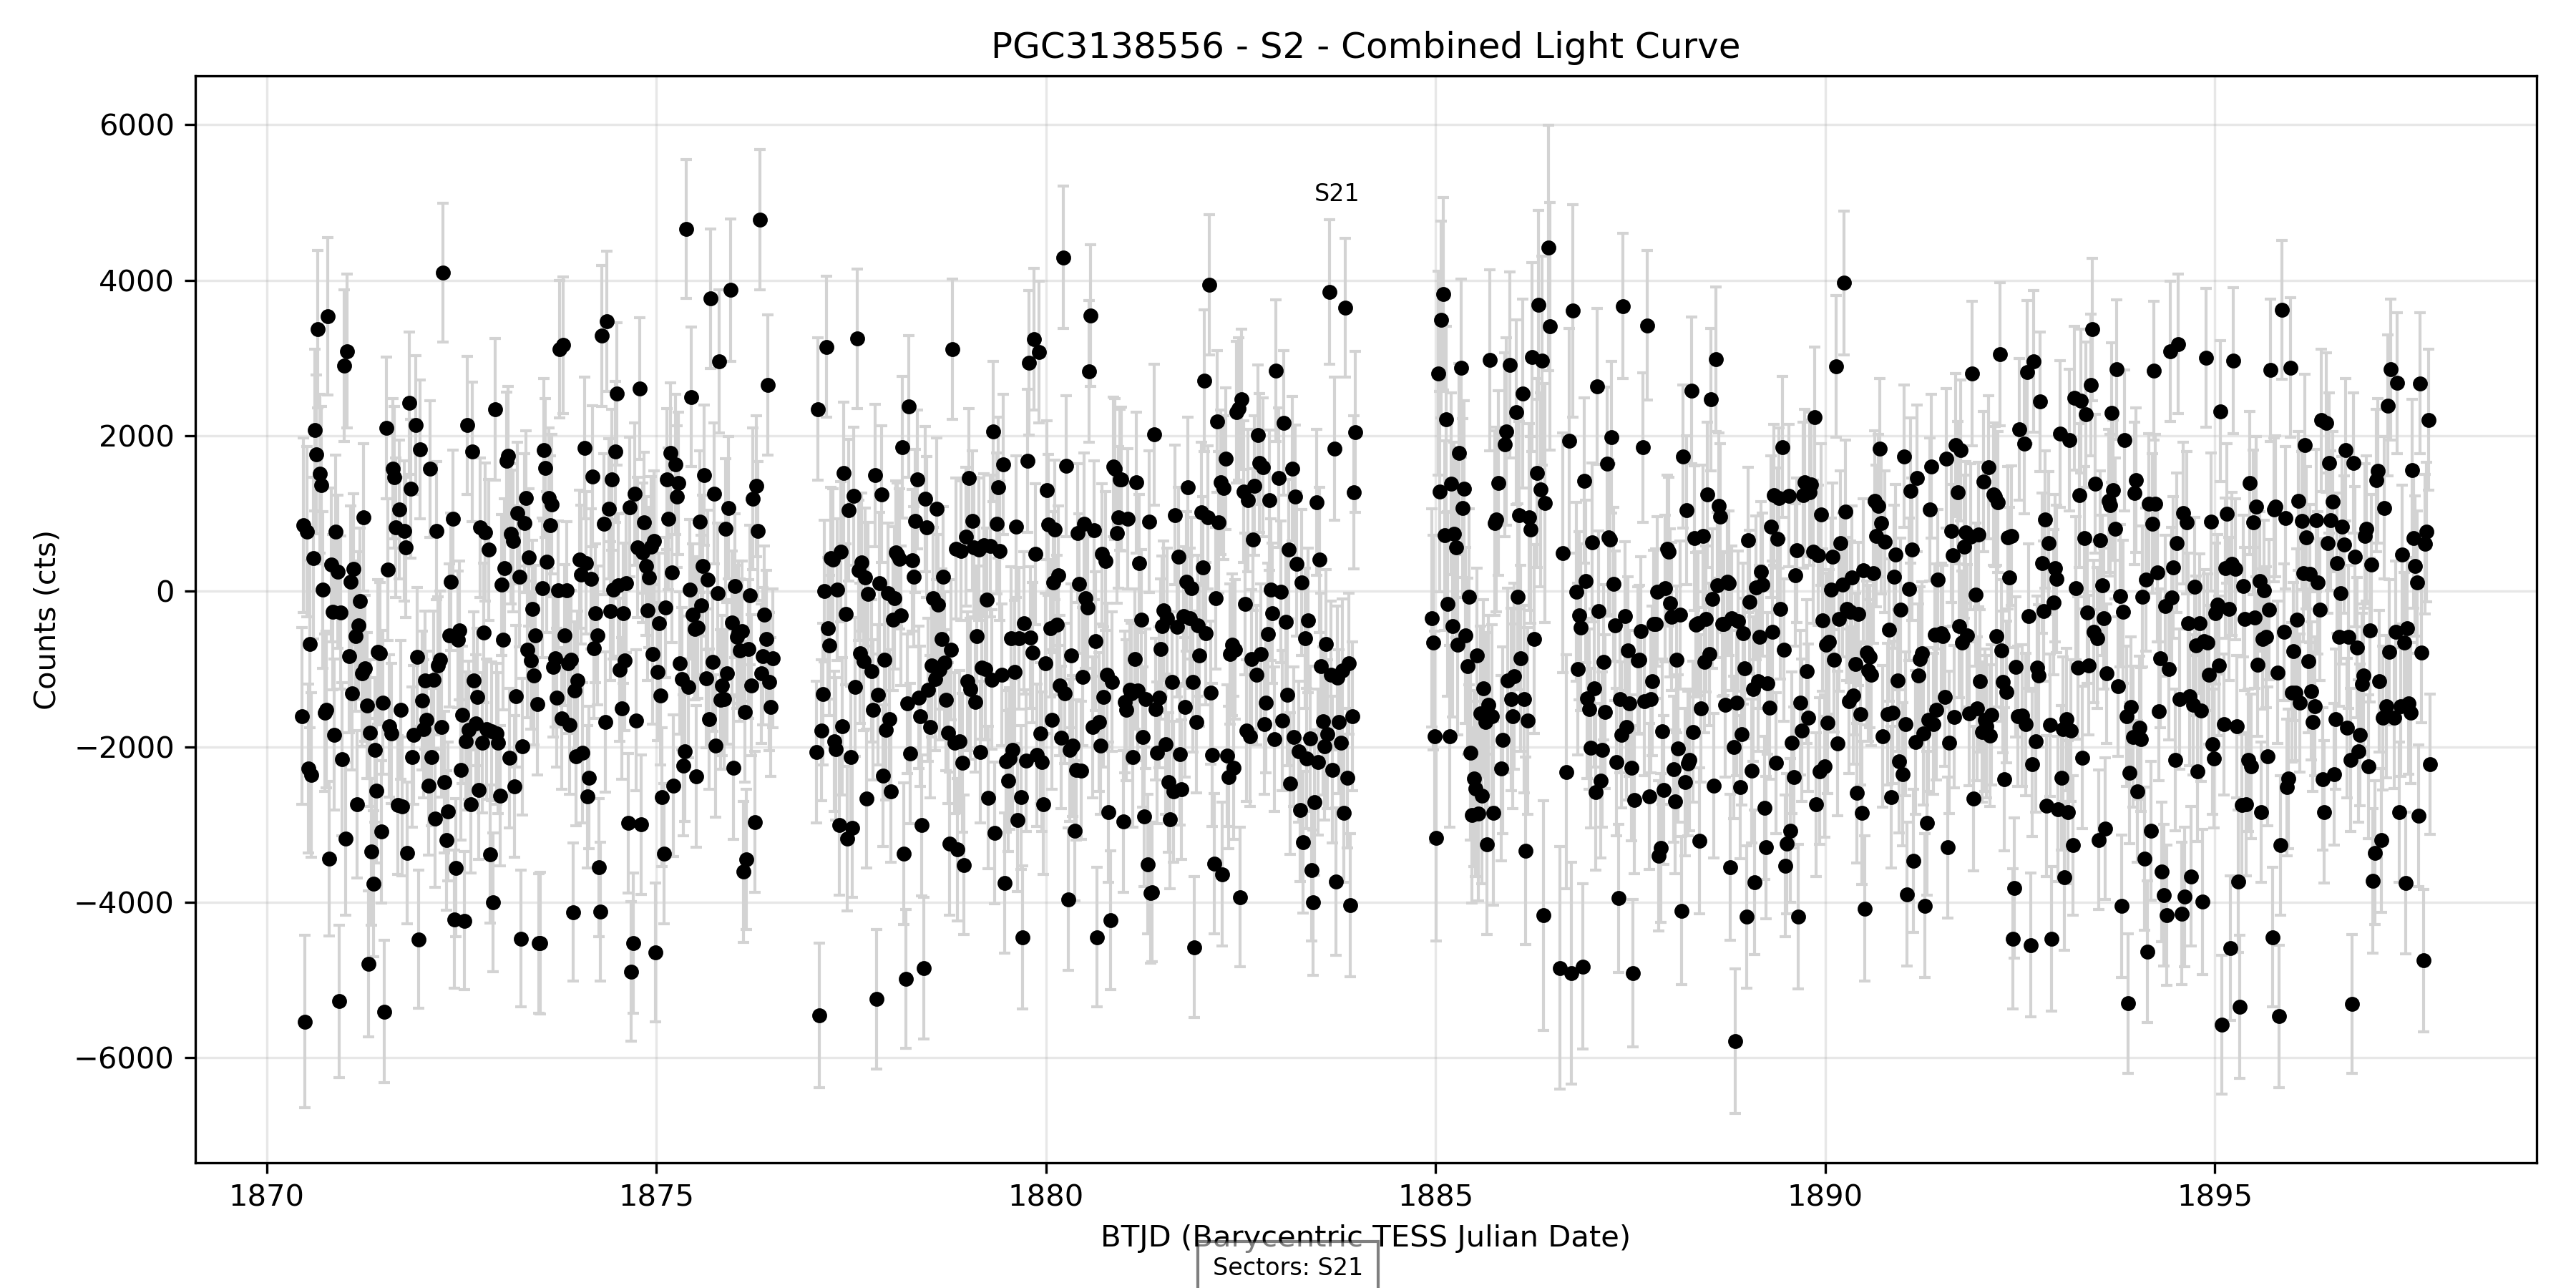 PGC3138556 - S2 - Combined Light Curve
6000
4000
2000
0
−2000
−4000
−6000
Counts (cts)
S21
1870
1875
1880
1885
1890
1895
BTJD (Barycentric TESS Julian Date)
Sectors: S21